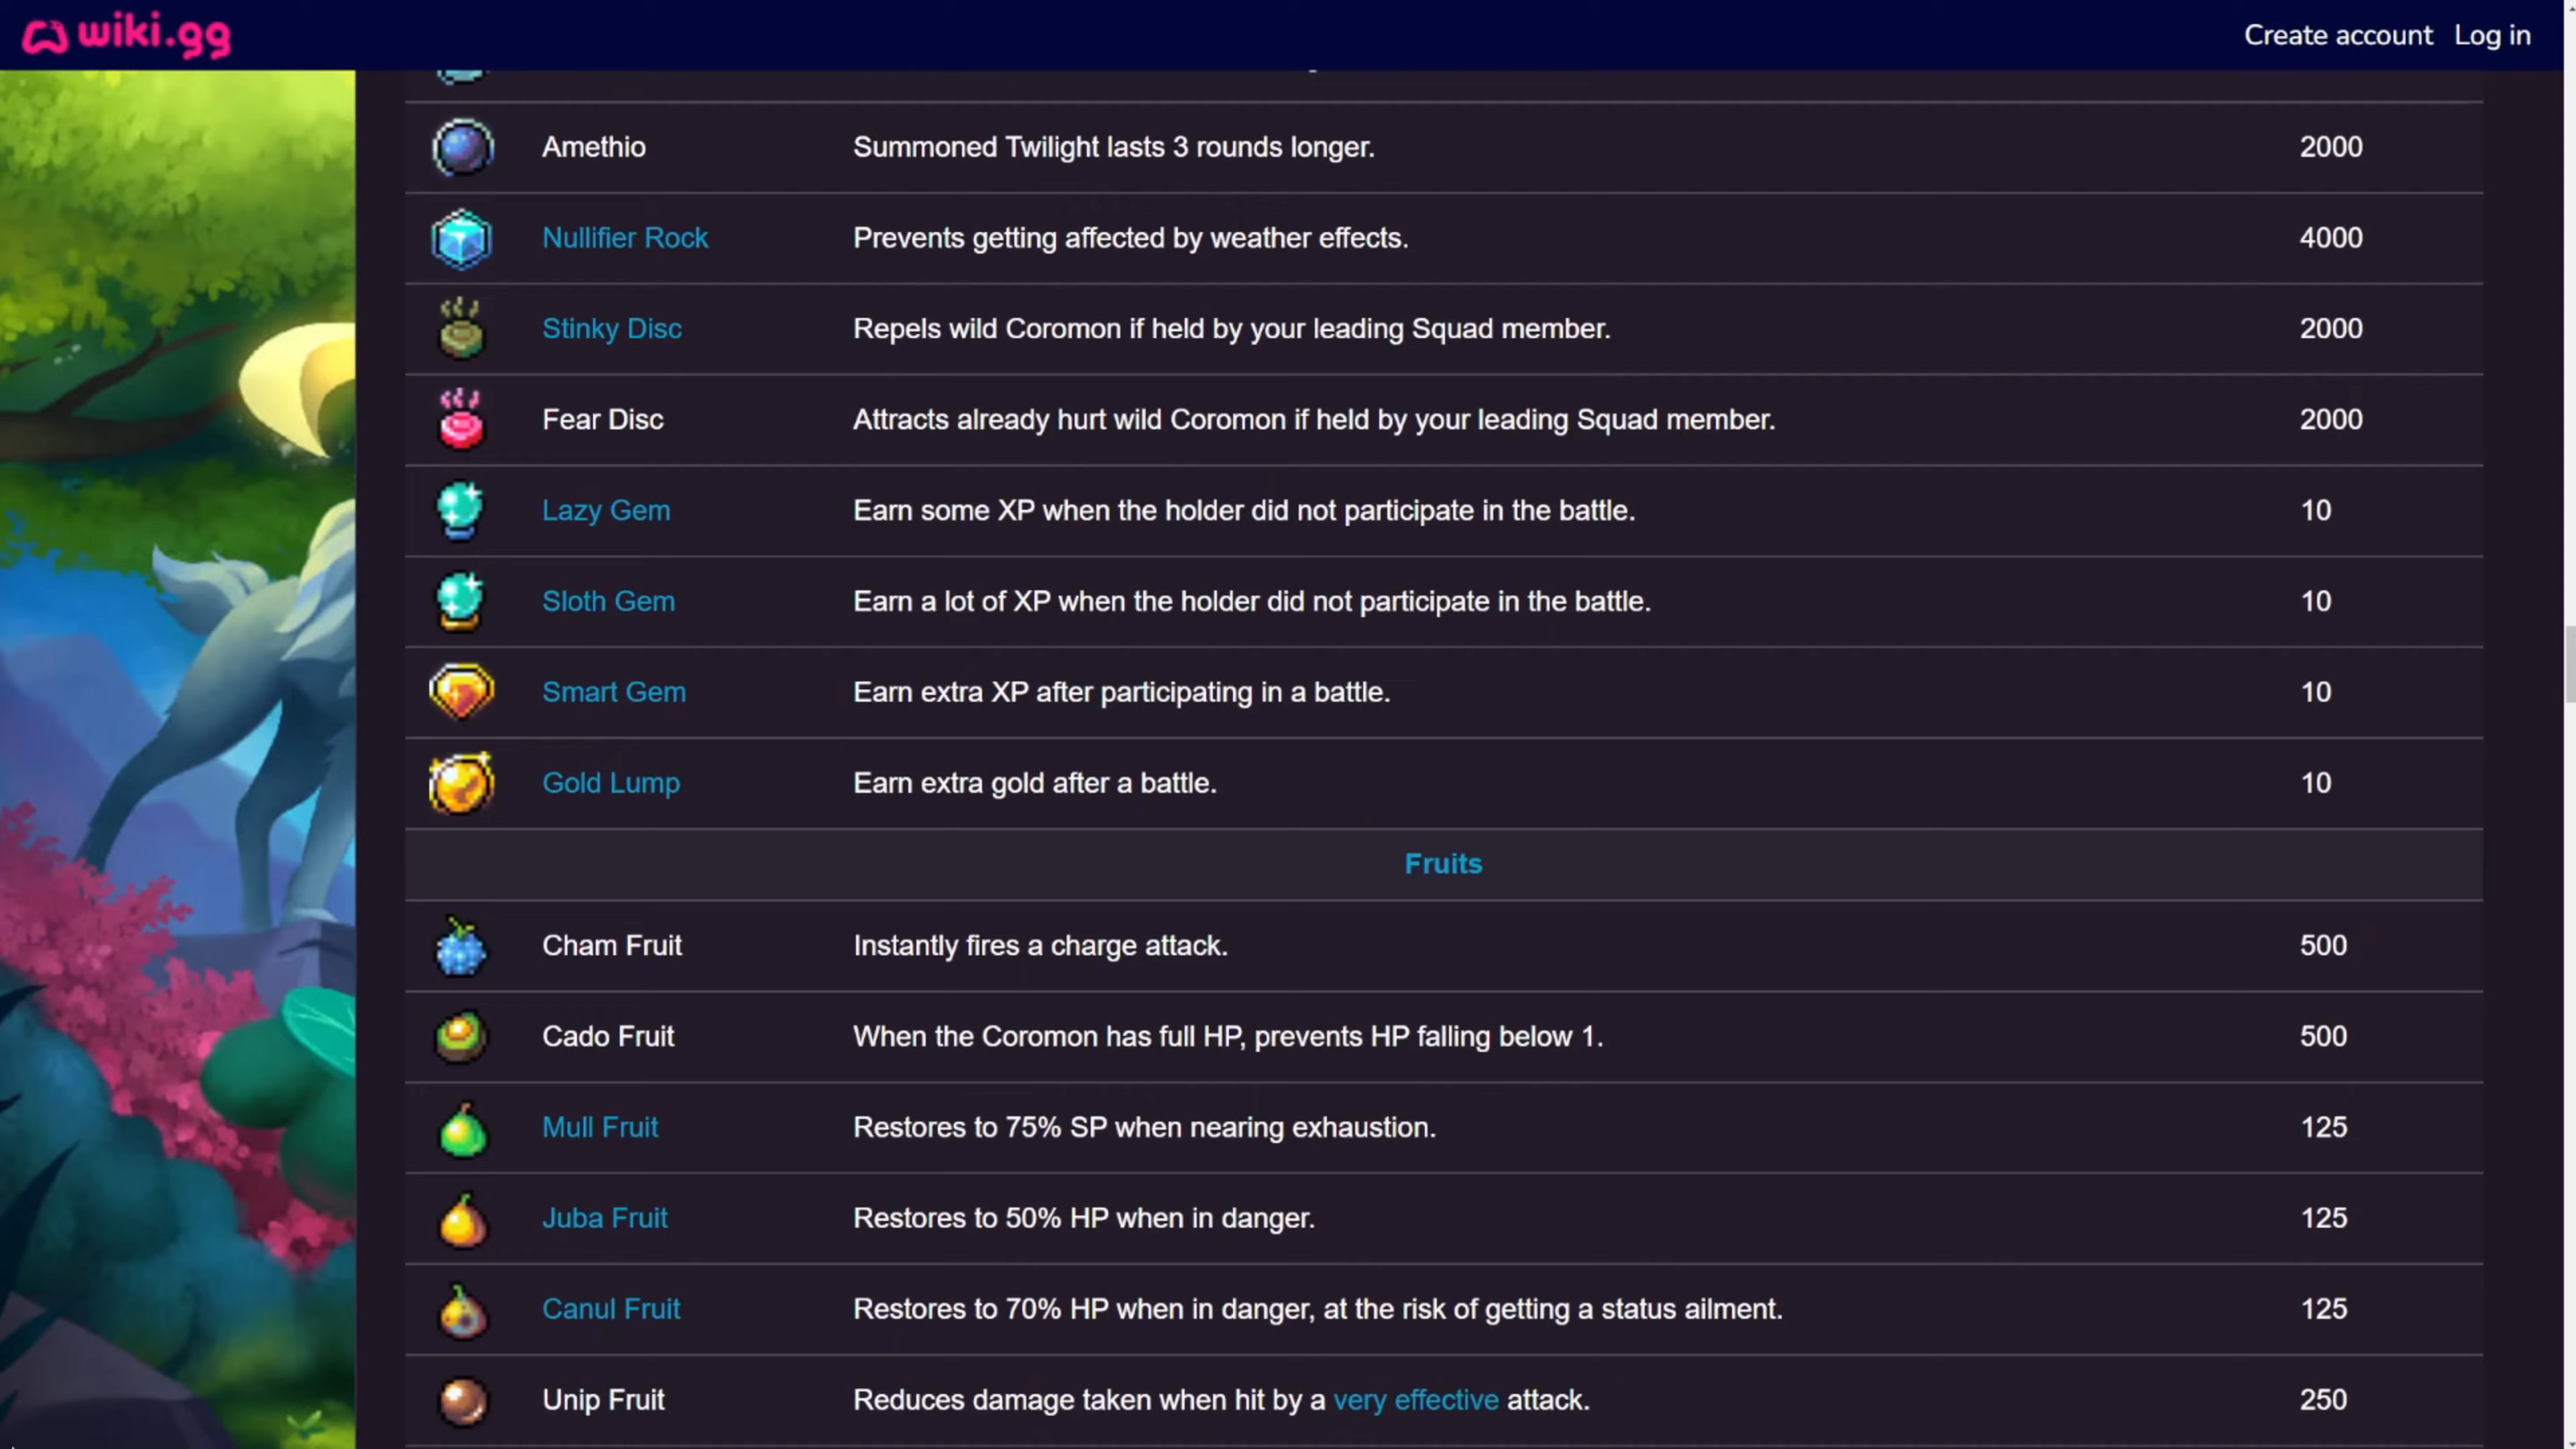 wiki.gg Create account Log in
Amethio Summoned Twilight lasts 3 rounds longer. 2000
Nullifier Rock Prevents getting affected by weather effects. 4000
Stinky Disc Repels wild Coromon if held by your leading Squad member. 2000
Fear Disc Attracts already hurt wild Coromon if held by your leading Squad member. 2000
Lazy Gem Earn some XP when the holder did not participate in the battle. 10
Sloth Gem Earn a lot of XP when the holder did not participate in the battle. 10
Smart Gem Earn extra XP after participating in a battle. 10
Gold Lump Earn extra gold after a battle. 10
Fruits
Cham Fruit Instantly fires a charge attack. 500
Cado Fruit When the Coromon has full HP, prevents HP falling below 1. 500
Mull Fruit Restores to 75% SP when nearing exhaustion. 125
Juba Fruit Restores to 50% HP when in danger. 125
Canul Fruit Restores to 70% HP when in danger, at the risk of getting a status ailment. 125
Unip Fruit Reduces damage taken when hit by a very effective attack. 250